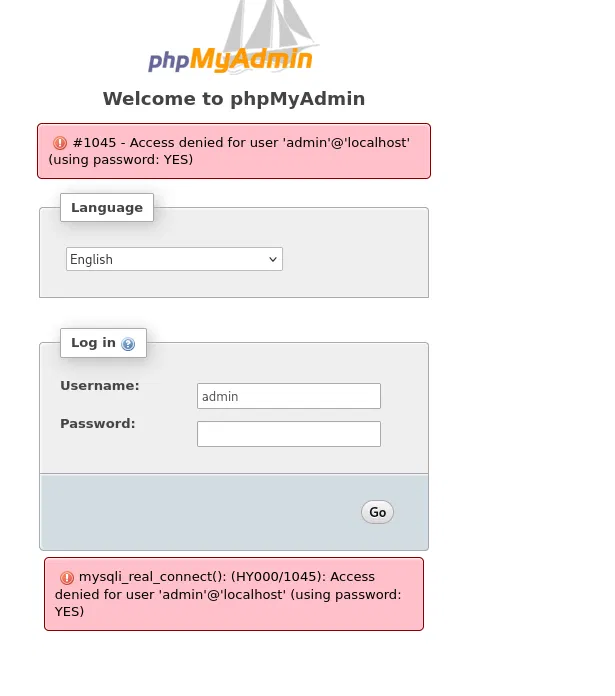 phpMyAdmin
Welcome to phpMyAdmin
#1045 - Access denied for user 'admin'@'localhost'
(using password: YES)
Language
English
Log in
Username:
admin
Password:
Go
mysqli_real_connect(): (HY000/1045): Access
denied for user 'admin'@'localhost' (using password:
YES)